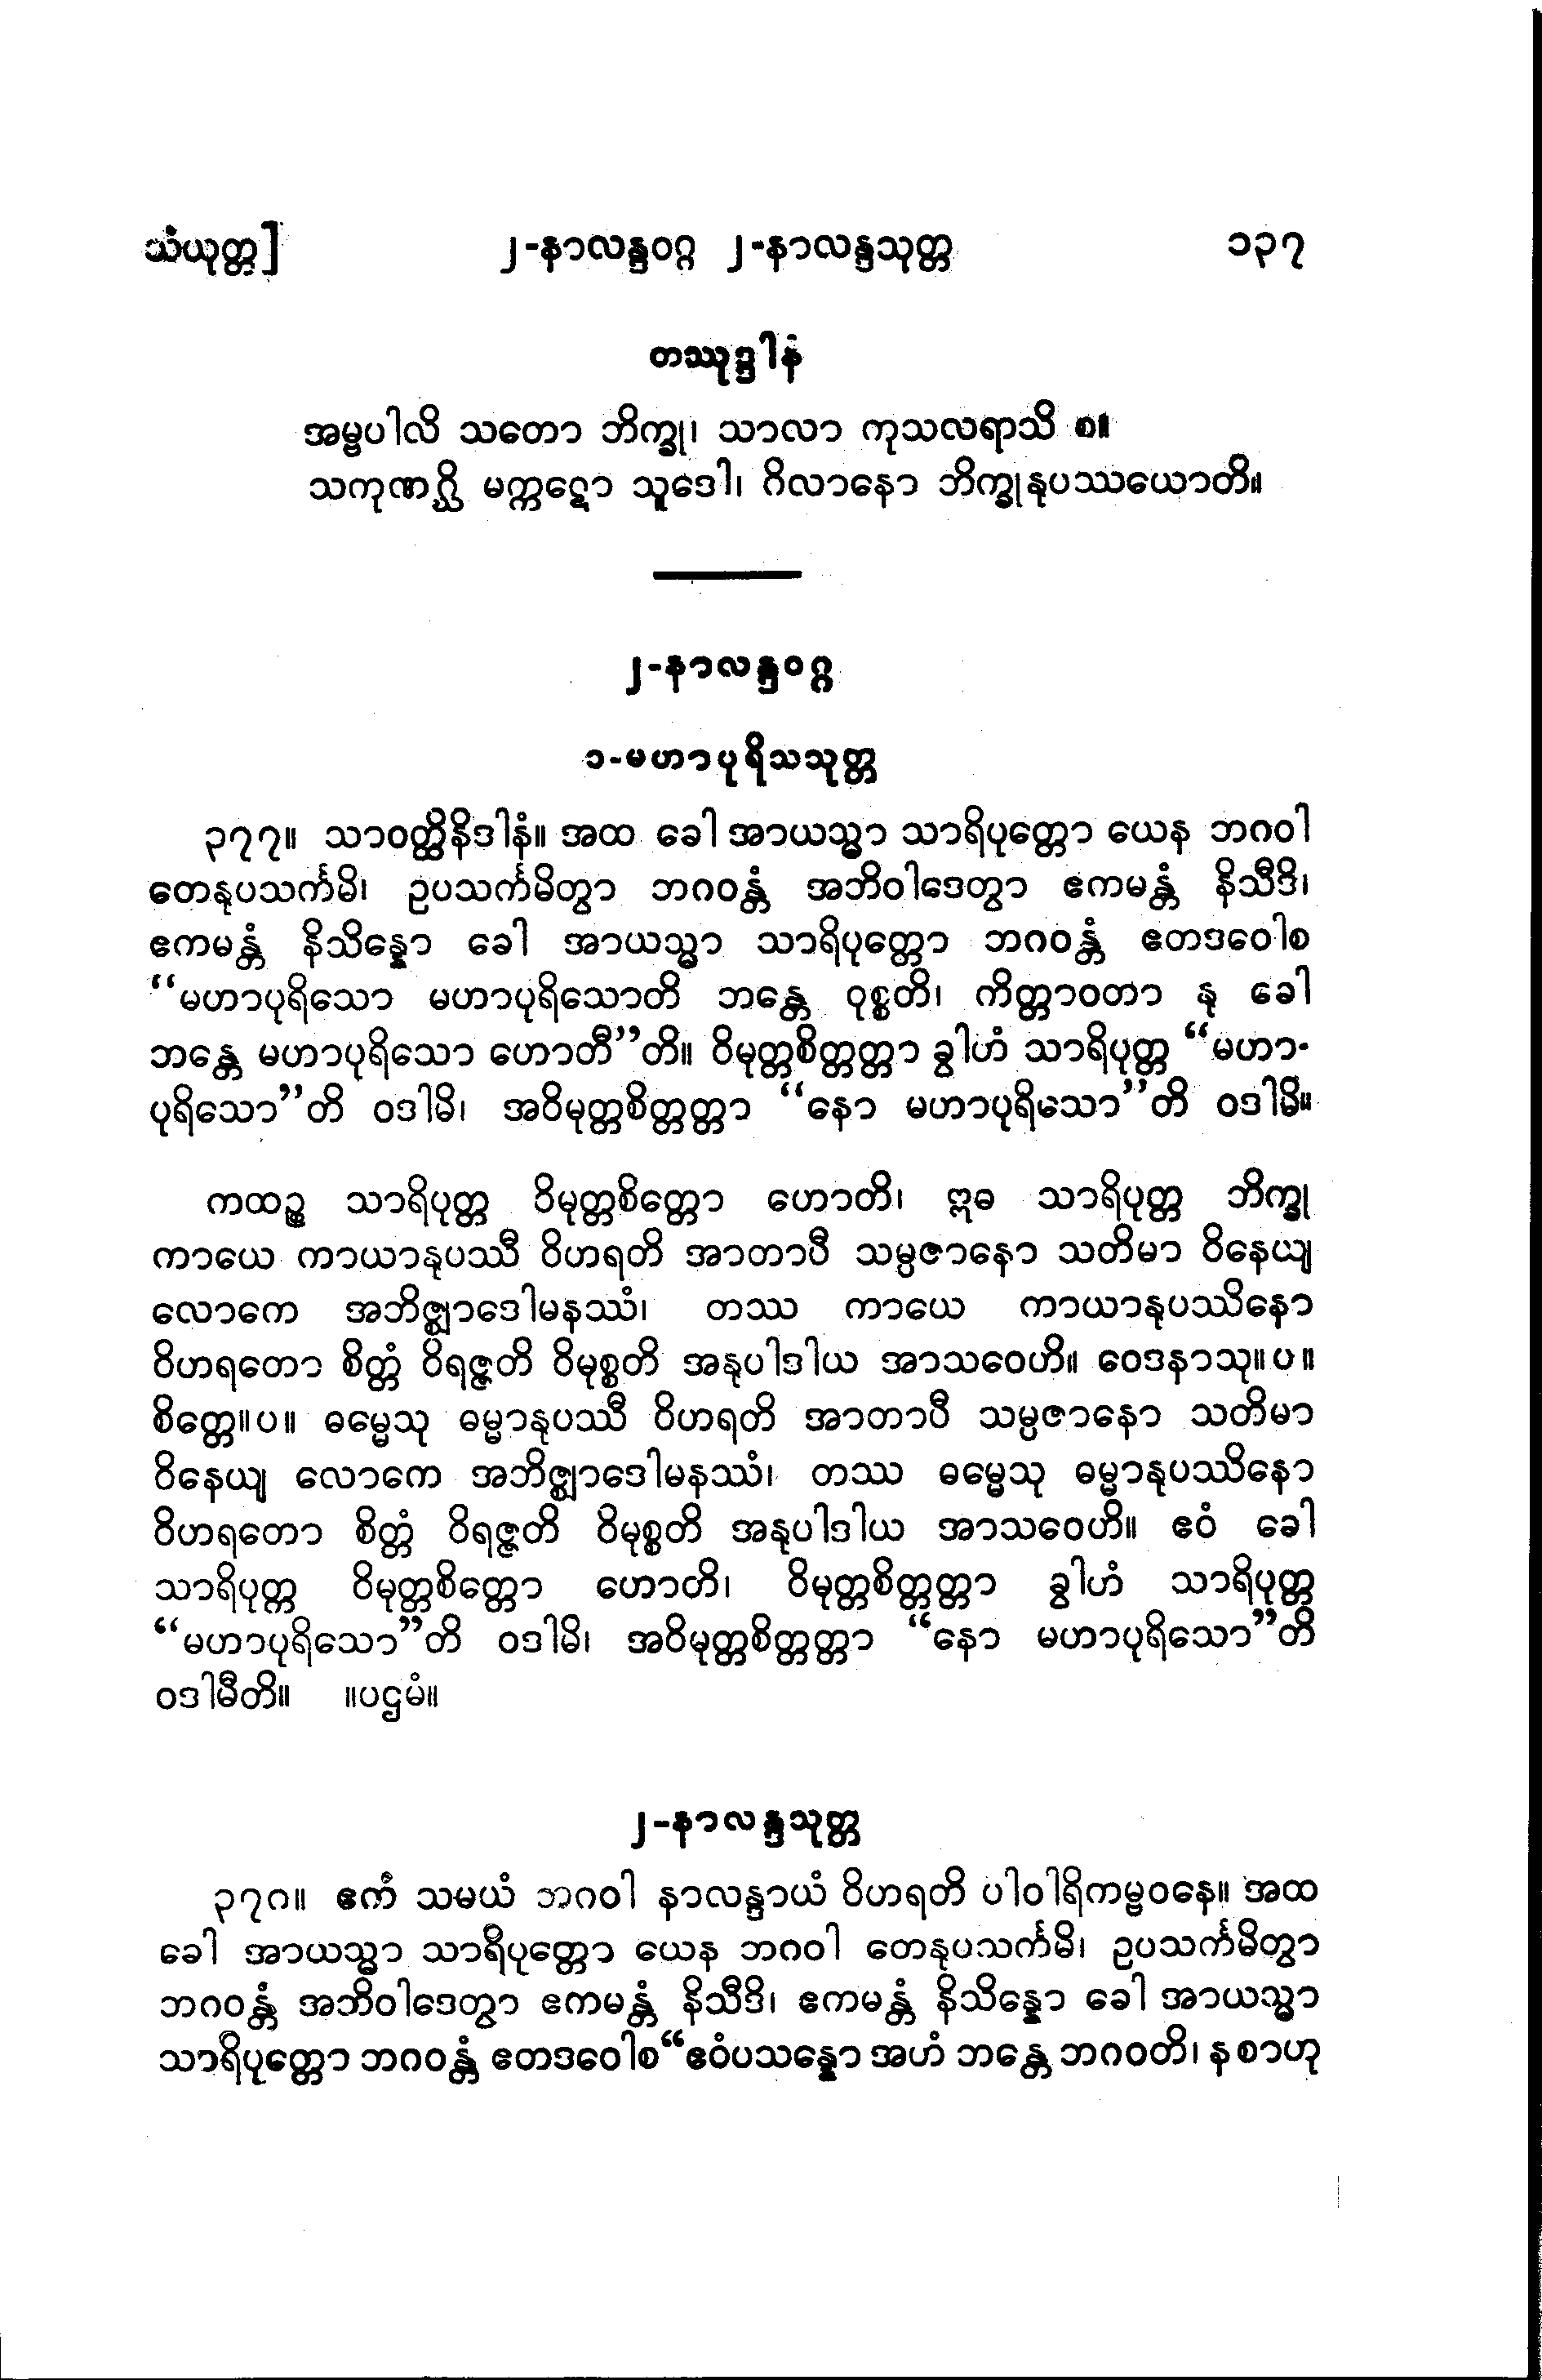 သံယုတ္တ] ၂-နာလန္ဒဝဂ္ဂ ၂-နာလန္ဒသုတ္တ ၁၃၇
တဿုဒ္ဒါနံ
အမ္ဗပါလိ သတော ဘိက္ခု၊ သာလာ ကုသလရာသိ စ။
သကုဏဂ္ဃိ မက္ကဋော သူဒေါ၊ ဂိလာနော ဘိက္ခုနုပဿယောတိ။
၂-နာလန္ဒဝဂ္ဂ
၁-မဟာပုရိသသုတ္တ
၃၇၇။ သာဝတ္ထိနိဒါနံ။ အထ ခေါ အာယသ္မာ သာရိပုတ္တော ယေန ဘဂဝါ
တေနုပသင်္ကမိ၊ ဥပသင်္ကမိတွာ ဘဂဝန္တံ အဘိဝါဒေတွာ ဧကမန္တံ နိသီဒိ၊
ဧကမန္တံ နိသိန္နော ခေါ အာယသ္မာ သာရိပုတ္တော ဘဂဝန္တံ ဧတဒဝေါစ
“မဟာပုရိသော မဟာပုရိသောတိ ဘန္တေ ဝုစ္စတိ၊ ကိတ္တာဝတာ နု ခေါ
ဘန္တေ မဟာပုရိသော ဟောတီ”တိ။ ဝိမုတ္တစိတ္တတ္တာ ခွါဟံ သာရိပုတ္တ “မဟာ-
ပုရိသော”တိ ဝဒါမိ၊ အဝိမုတ္တစိတ္တတ္တာ “နော မဟာပုရိသော”တိ ဝဒါမိ။
ကထဉ္စ သာရိပုတ္တ ဝိမုတ္တစိတ္တော ဟောတိ၊ ဣဓ သာရိပုတ္တ ဘိက္ခု
ကာယေ ကာယာနုပဿီ ဝိဟရတိ အာတာပီ သမ္ပဇာနော သတိမာ ဝိနေယျ
လောကေ အဘိဇ္ဈာဒေါမနဿံ၊ တဿ ကာယေ ကာယာနုပဿိနော
ဝိဟရတော စိတ္တံ ဝိရဇ္ဇတိ ဝိမုစ္စတိ အနုပါဒါယ အာသဝေဟိ။ ဝေဒနာသု။ပ။
စိတ္တေ။ပ။ ဓမ္မေသု ဓမ္မာနုပဿီ ဝိဟရတိ အာတာပီ သမ္ပဇာနော သတိမာ
ဝိနေယျ လောကေ အဘိဇ္ဈာဒေါမနဿံ၊ တဿ ဓမ္မေသု ဓမ္မာနုပဿိနော
ဝိဟရတော စိတ္တံ ဝိရဇ္ဇတိ ဝိမုစ္စတိ အနုပါဒါယ အာသဝေဟိ။ ဧဝံ ခေါ
သာရိပုတ္တ ဝိမုတ္တစိတ္တော ဟောတိ၊ ဝိမုတ္တစိတ္တတ္တာ ခွါဟံ သာရိပုတ္တ
“မဟာပုရိသော”တိ ဝဒါမိ၊ အဝိမုတ္တစိတ္တတ္တာ “နော မဟာပုရိသော”တိ
ဝဒါမီတိ။ ။ပဌမံ။
၂-နာလန္ဒသုတ္တ
၃၇၈။ ဧကံ သမယံ ဘဂဝါ နာလန္ဒာယံ ဝိဟရတိ ပါဝါရိကမ္ဗဝနေ။ အထ
ခေါ အာယသ္မာ သာရိပုတ္တော ယေန ဘဂဝါ တေနုပသင်္ကမိ၊ ဥပသင်္ကမိတွာ
ဘဂဝန္တံ အဘိဝါဒေတွာ ဧကမန္တံ နိသီဒိ၊ ဧကမန္တံ နိသိန္နော ခေါ အာယသ္မာ
သာရိပုတ္တော ဘဂဝန္တံ ဧတဒဝေါစ“ဧဝံပသန္နော အဟံ ဘန္တေ ဘဂဝတိ၊ န စာဟု